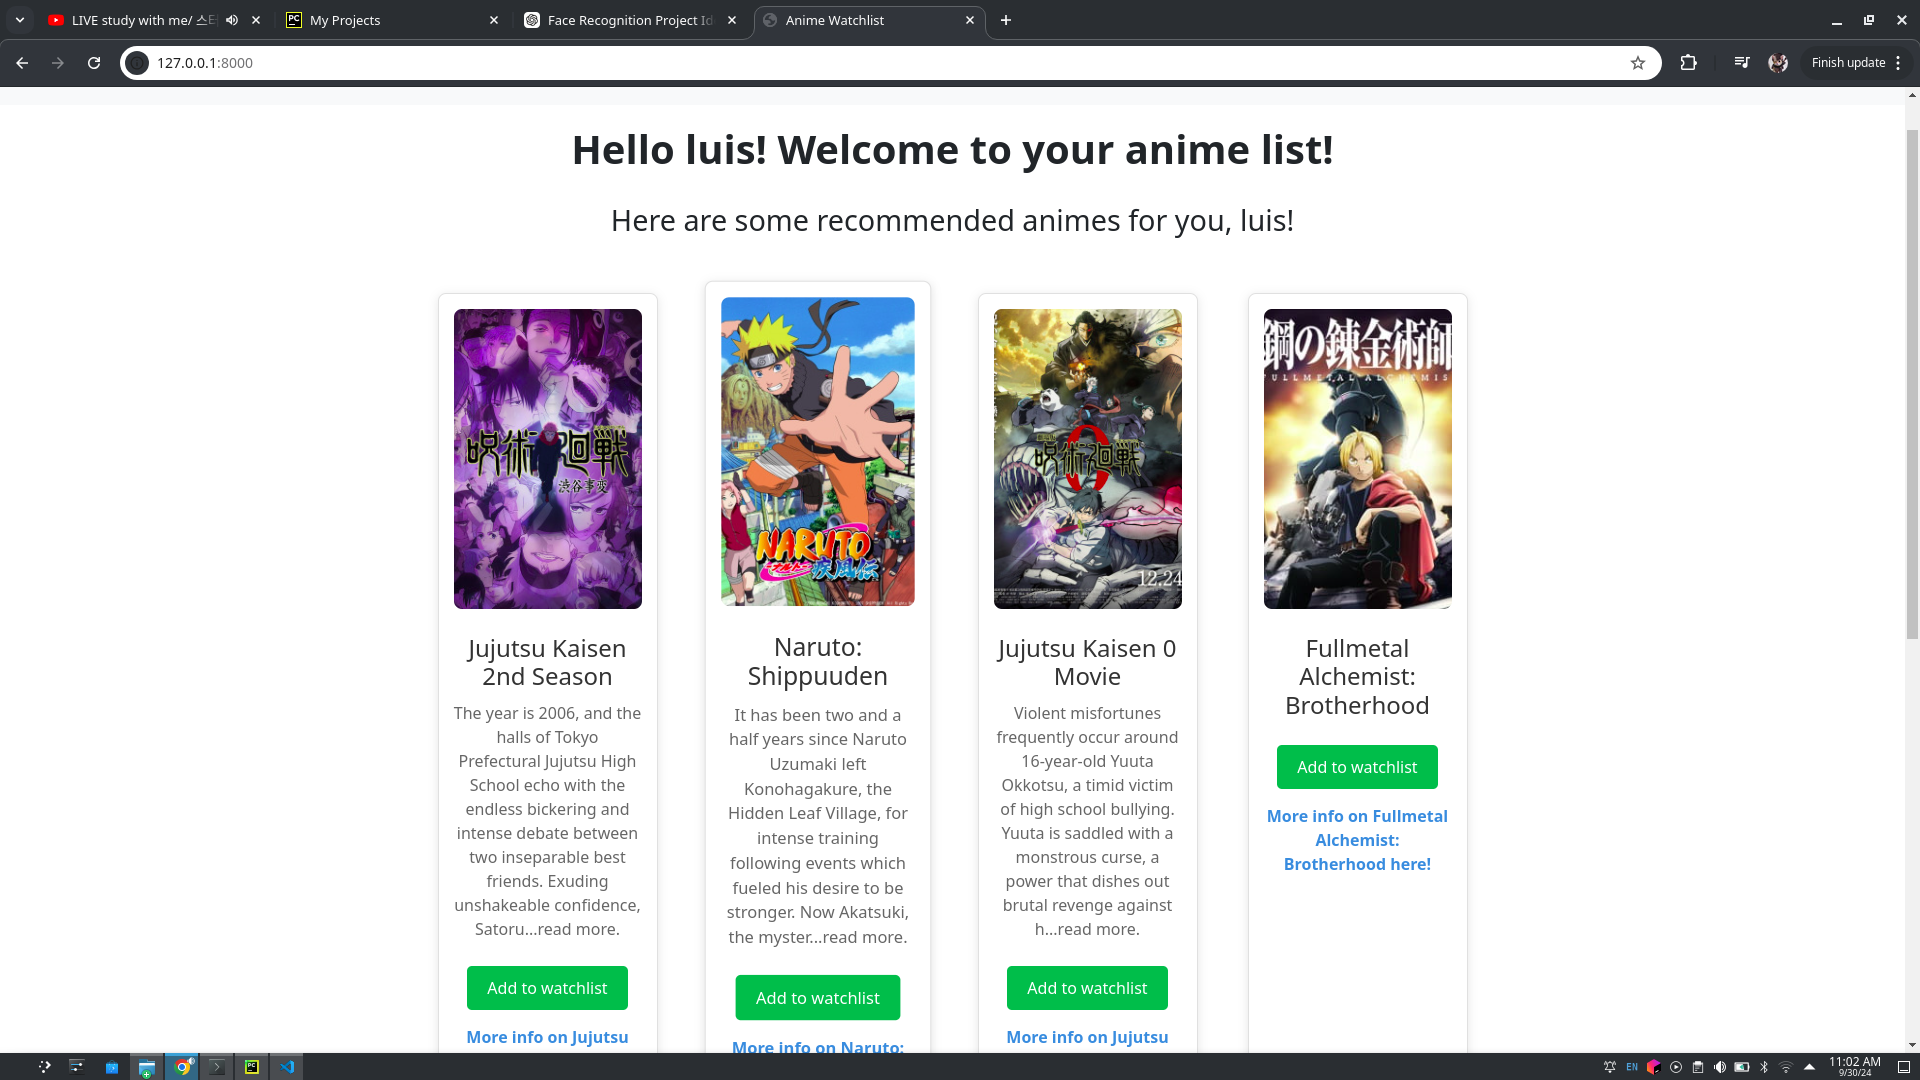 LIVE study with me/ 스터
My Projects
Face Recognition Project Id
Anime Watchlist
127.0.0.1:8000
Finish update
Hello luis! Welcome to your anime list!
Here are some recommended animes for you, luis!
呪術廻戦
渋谷事変
Jujutsu Kaisen
2nd Season
The year is 2006, and the
halls of Tokyo
Prefectural Jujutsu High
School echo with the
endless bickering and
intense debate between
two inseparable best
friends. Exuding
unshakeable confidence,
Satoru...read more.
Add to watchlist
More info on Jujutsu
NARUTO
ナルト
疾風伝
Naruto:
Shippuuden
It has been two and a
half years since Naruto
Uzumaki left
Konohagakure, the
Hidden Leaf Village, for
intense training
following events which
fueled his desire to be
stronger. Now Akatsuki,
the myster...read more.
Add to watchlist
More info on Naruto:
呪術廻戦
0
12.24
Jujutsu Kaisen 0
Movie
Violent misfortunes
frequently occur around
16-year-old Yuuta
Okkotsu, a timid victim
of high school bullying.
Yuuta is saddled with a
monstrous curse, a
power that dishes out
brutal revenge against
h...read more.
Add to watchlist
More info on Jujutsu
鋼の錬金術師
FULLMETAL ALCHEMIS
Fullmetal
Alchemist:
Brotherhood
Add to watchlist
More info on Fullmetal
Alchemist:
Brotherhood here!
EN
11:02 AM
9/30/24